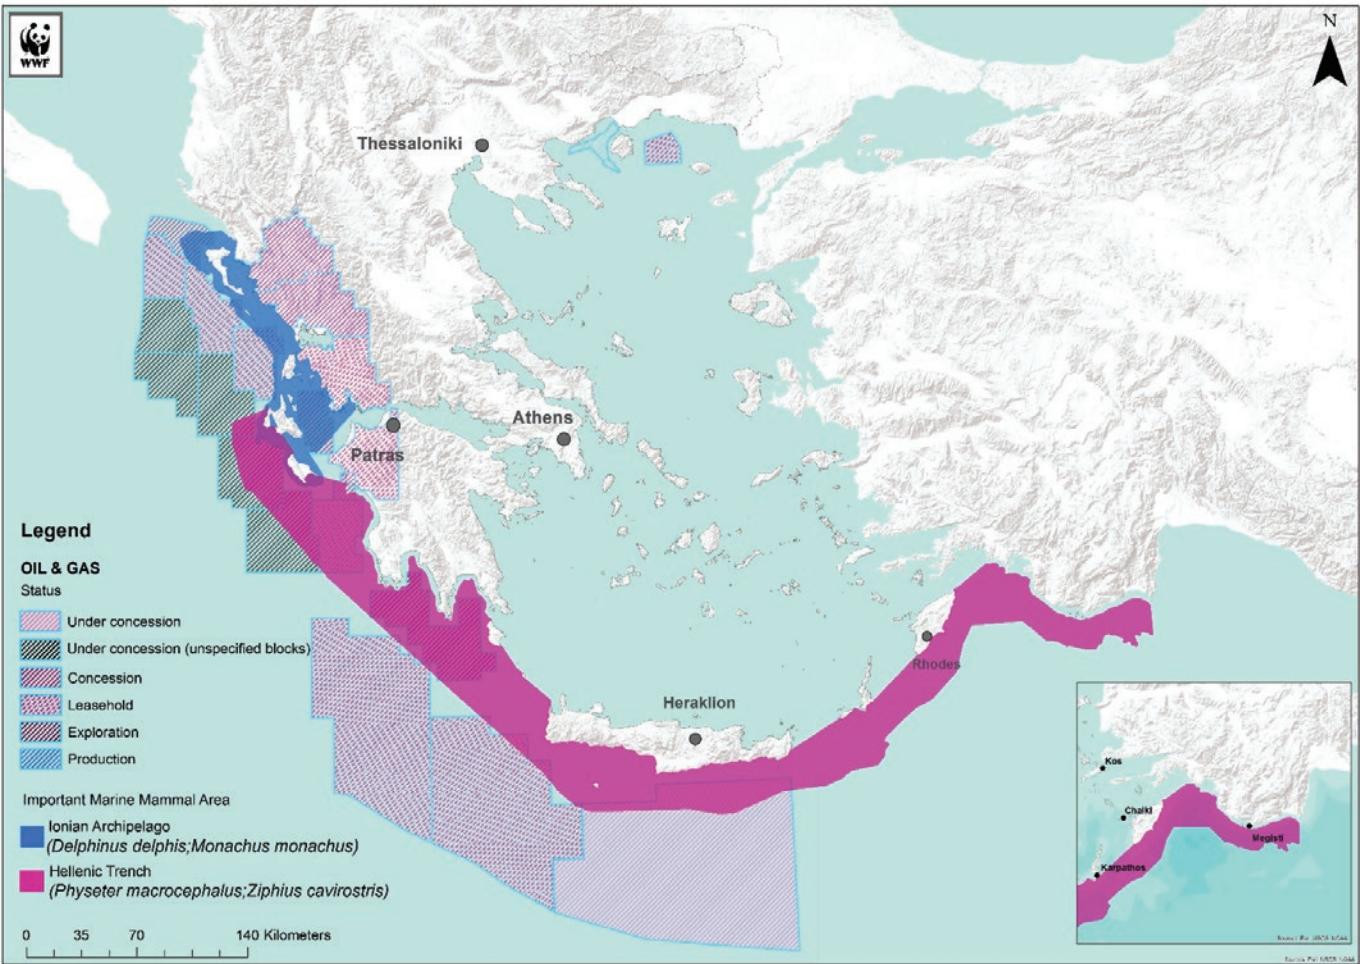 WWF
N
Thessaloniki
Athens
Patras
Rhodes
Heraklion
Legend
OIL & GAS
Status
Under concession
Under concession (unspecified blocks)
Concession
Leasehold
Exploration
Production
Important Marine Mammal Area
Ionian Archipelago
(Delphinus delphis;Monachus monachus)
Hellenic Trench
(Physeter macrocephalus;Ziphius cavirostris)
0 35 70 140 Kilometers
Kos
Chalki
Megisti
Karpathos